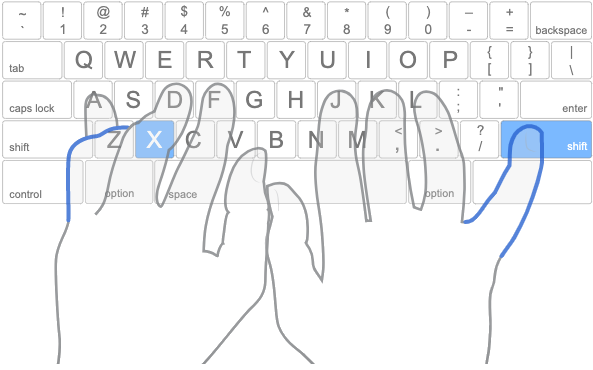 ~ ! @ # $ % ^ & * ( ) _ +
` 1 2 3 4 5 6 7 8 9 0 - = backspace
tab Q W E R T Y U I O P { [ } ] | \
caps lock A S D F G H J K L : ; " ' enter
shift Z X C V B N M < , > . ? / shift
control option space option